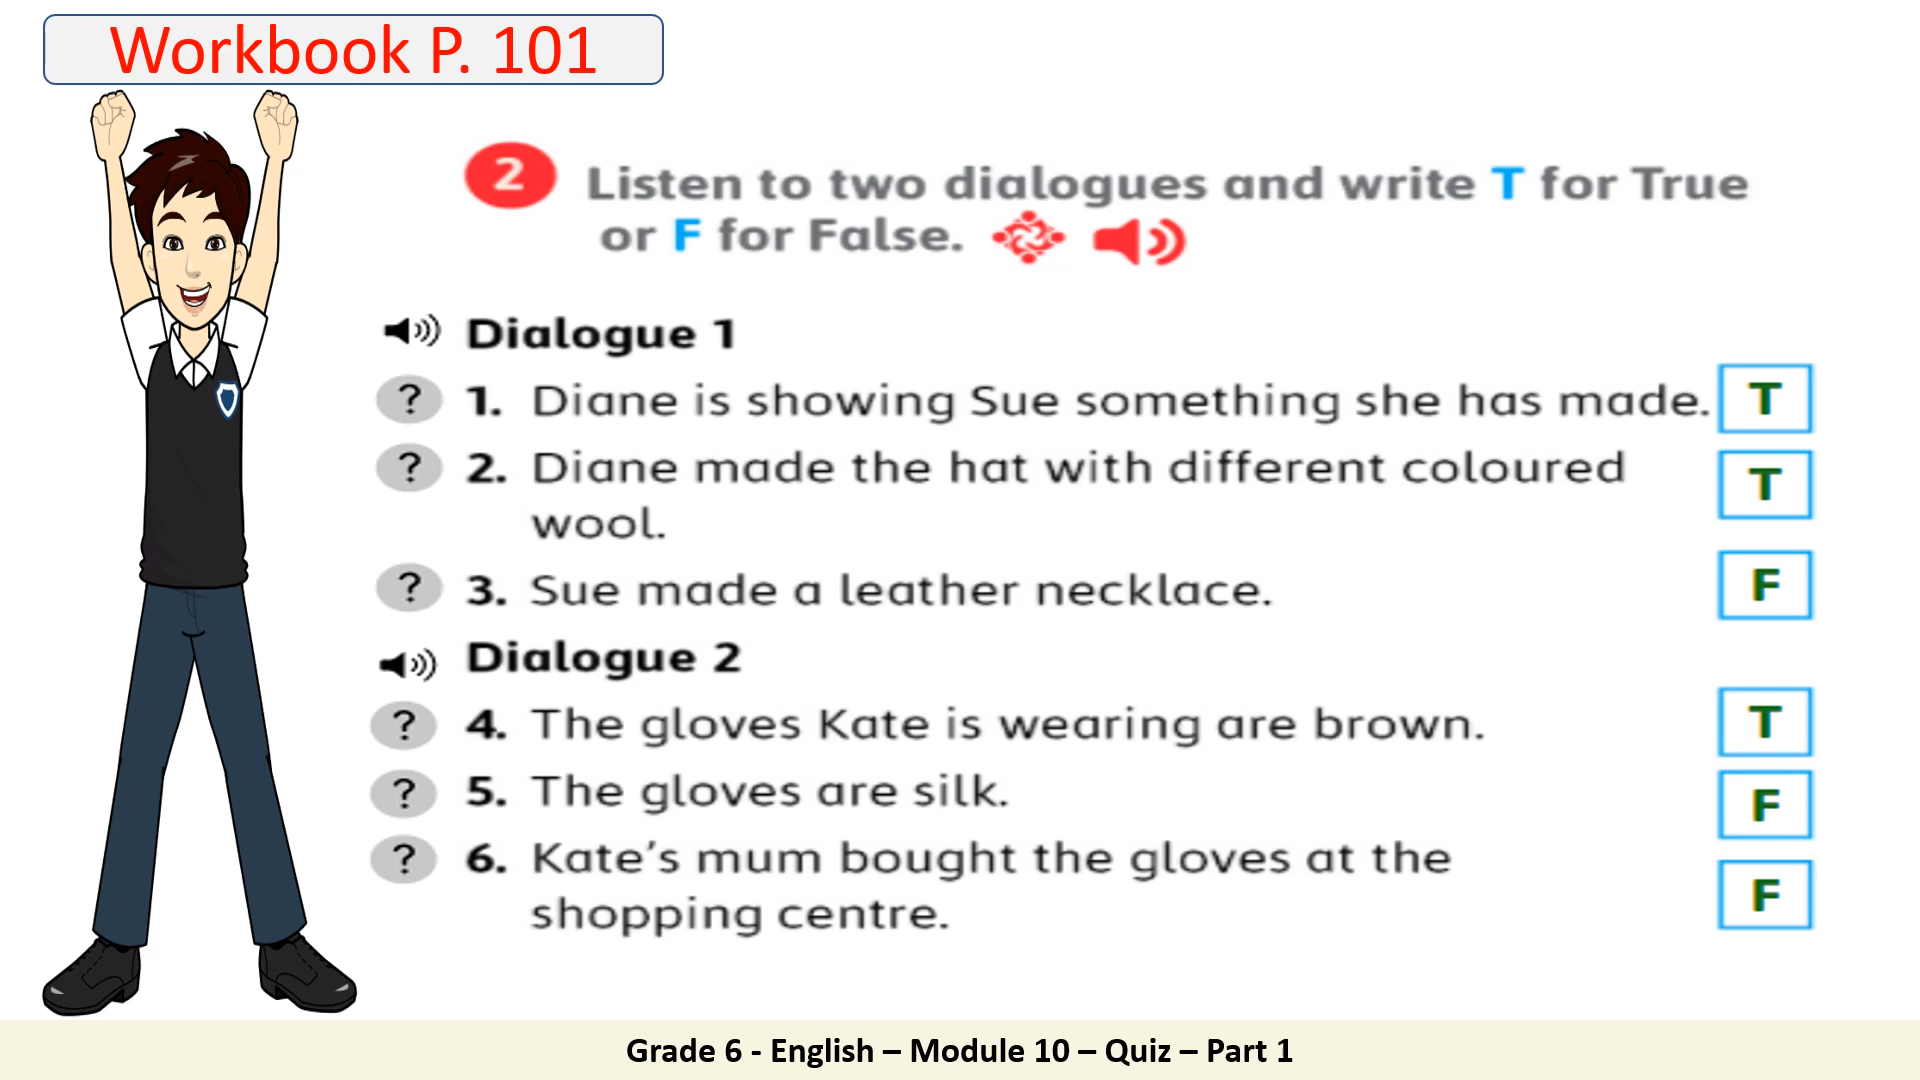 Workbook P. 101
2 Listen to two dialogues and write T for True
or F for False.
Dialogue 1
? 1. Diane is showing Sue something she has made. T
? 2. Diane made the hat with different coloured T
wool.
? 3. Sue made a leather necklace. F
Dialogue 2
? 4. The gloves Kate is wearing are brown. T
? 5. The gloves are silk. F
? 6. Kate's mum bought the gloves at the F
shopping centre.
Grade 6 - English – Module 10 – Quiz – Part 1